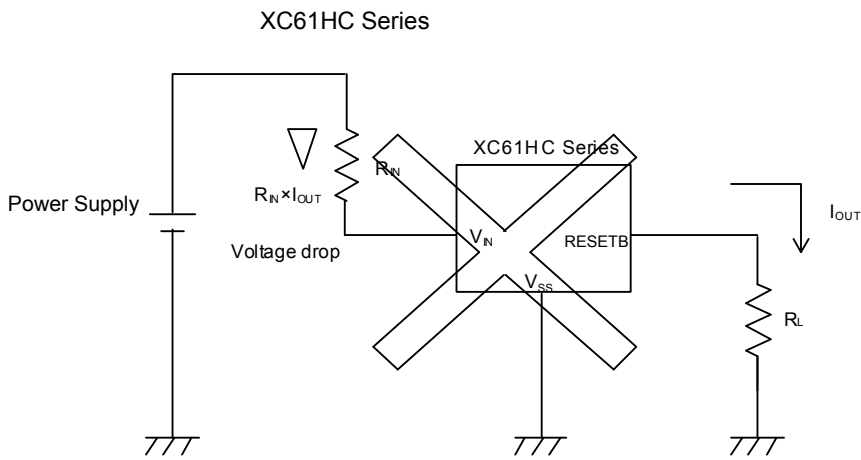 XC61HC Series
XC61HC Series
RIN
Power Supply
RIN×IOUT
IOUT
VIN
RESETB
Voltage drop
VSS
RL